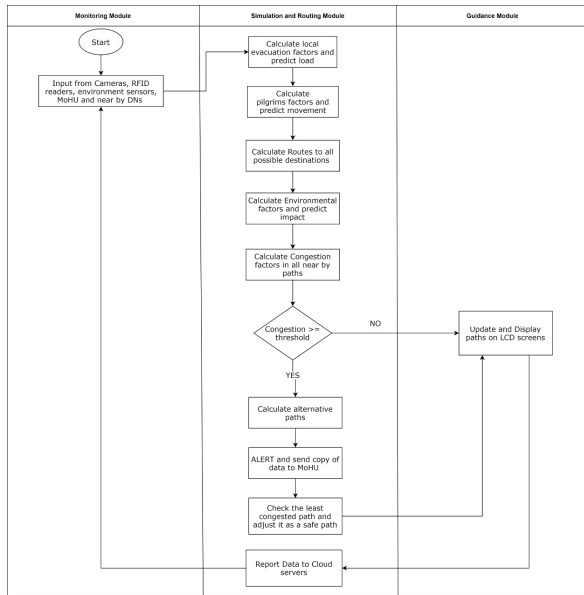 Monitoring Module
Simulation and Routing Module
Guidance Module
Start
Input from Cameras, RFID
readers, environment sensors,
MoHU and near by DNs
Calculate local
evacuation factors and
predict load
Calculate
pilgrims factors and
predict movement
Calculate Routes to all
possible destinations
Calculate Environmental
factors and predict
impact
Calculate Congestion
factors in all near by
paths
Congestion >=
threshold
NO
Update and Display
paths on LCD screens
YES
Calculate alternative
paths
ALERT and send copy of
data to MoHU
Check the least
congested path and
adjust it as a safe path
Report Data to Cloud
servers